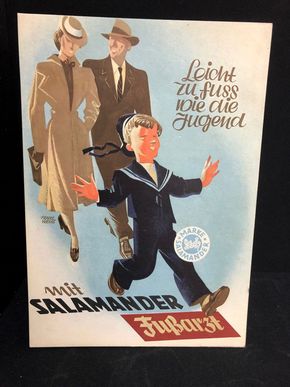 Leicht
zu fuss
wie die
Jugend
MARKE
SALAMANDER
mit
SALAMANDER
Fußarzt